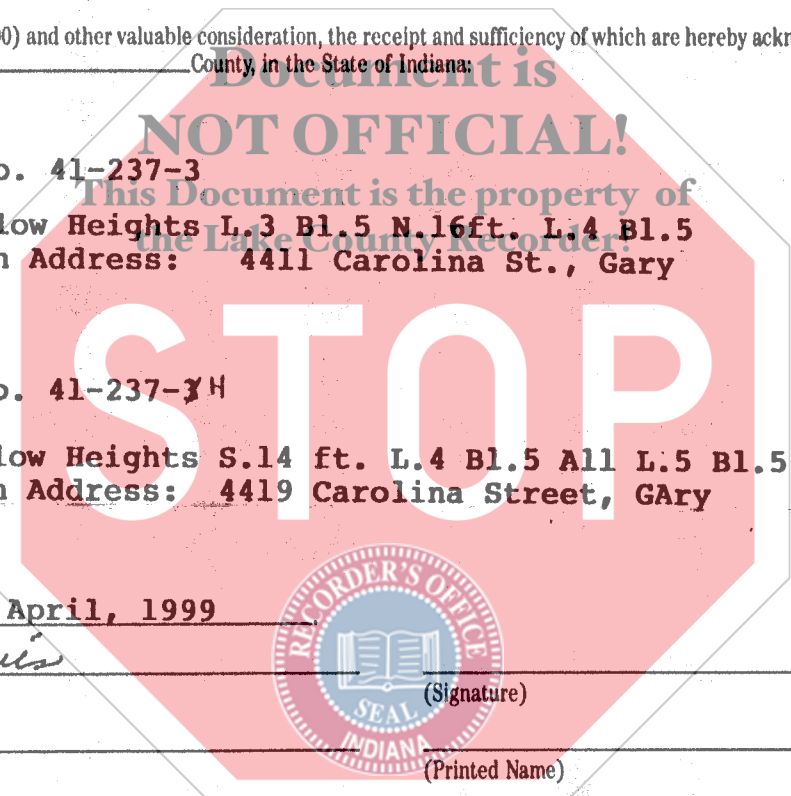 0) and other valuable consideration, the receipt and sufficiency of which are hereby ackn
County, in the State of Indiana:
Document is
NOT OFFICIAL!
o. 41-237-3
This Document is the property of
low Heights L.3 Bl.5 N.16ft. L.4 Bl.5
the Lake County Recorder!
n Address: 4411 Carolina St., Gary
STOP
o. 41-237-3 4
low Heights S.14 ft. L.4 Bl.5 All L.5 Bl.5
n Address: 4419 Carolina Street, GAry
April, 1999
RECORDER'S OFFICE
SEAL
INDIANA
(Signature)
(Printed Name)